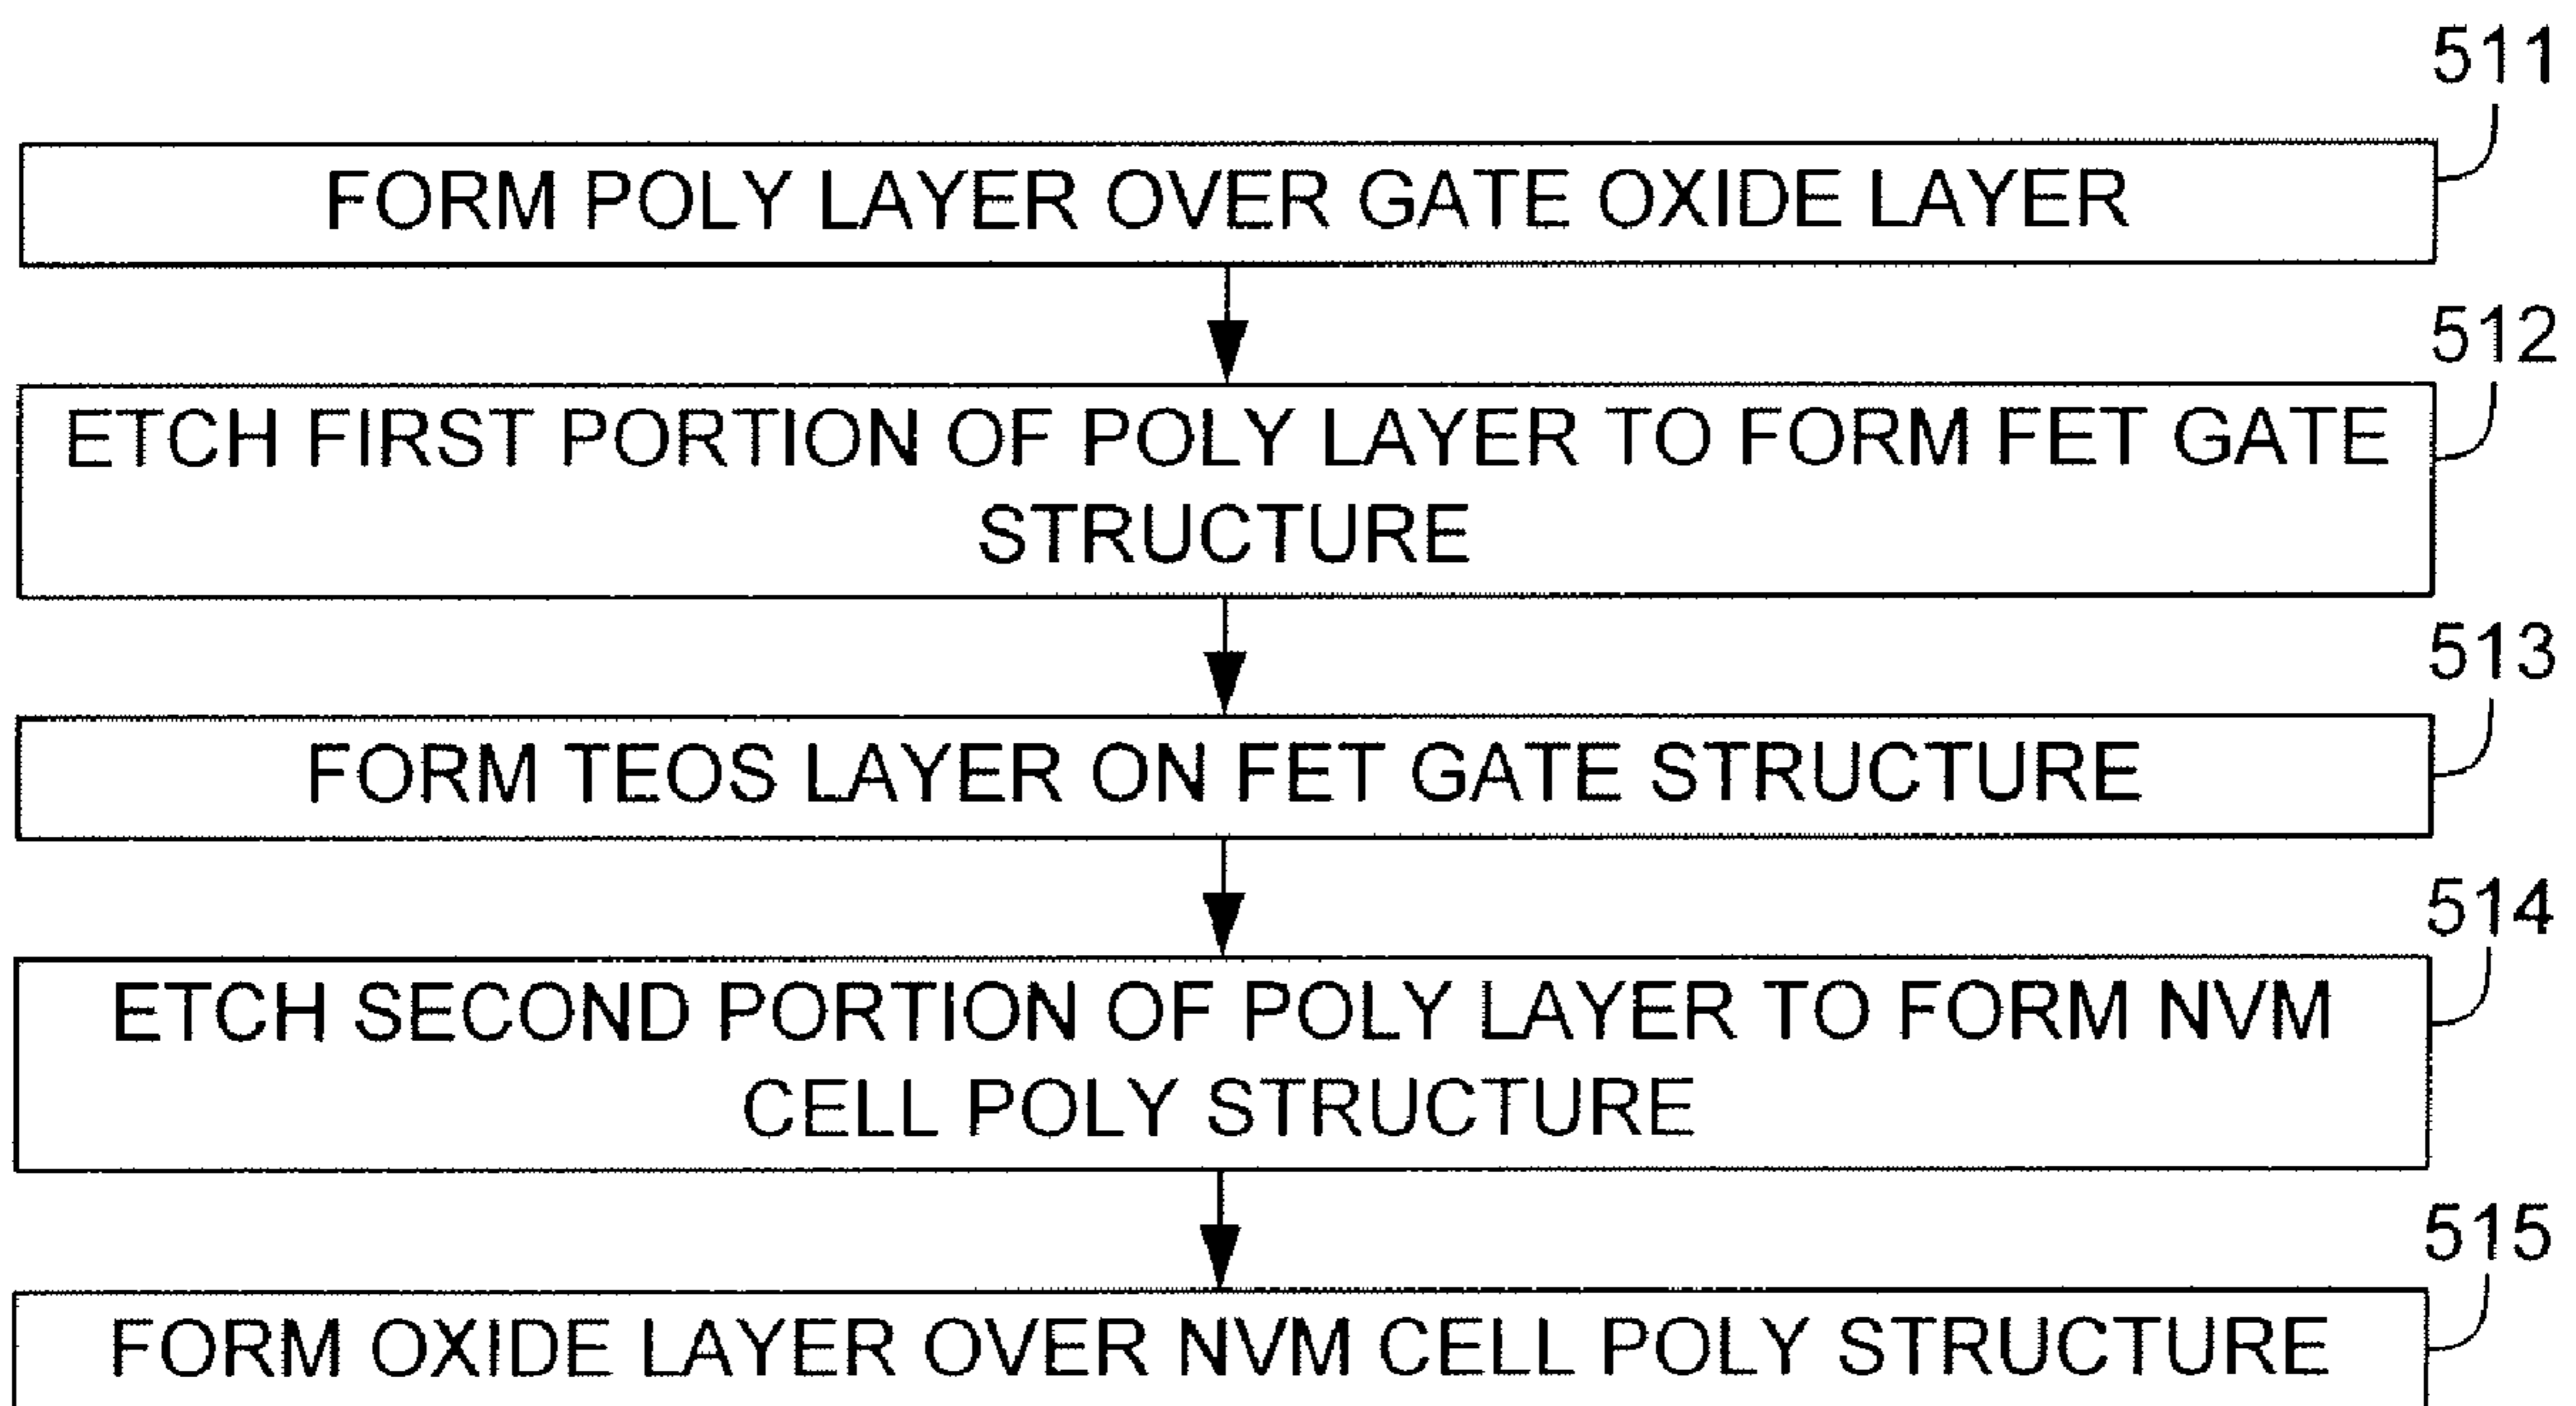 511
FORM POLY LAYER OVER GATE OXIDE LAYER
512
ETCH FIRST PORTION OF POLY LAYER TO FORM FET GATE
STRUCTURE
513
FORM TEOS LAYER ON FET GATE STRUCTURE
514
ETCH SECOND PORTION OF POLY LAYER TO FORM NVM
CELL POLY STRUCTURE
515
FORM OXIDE LAYER OVER NVM CELL POLY STRUCTURE